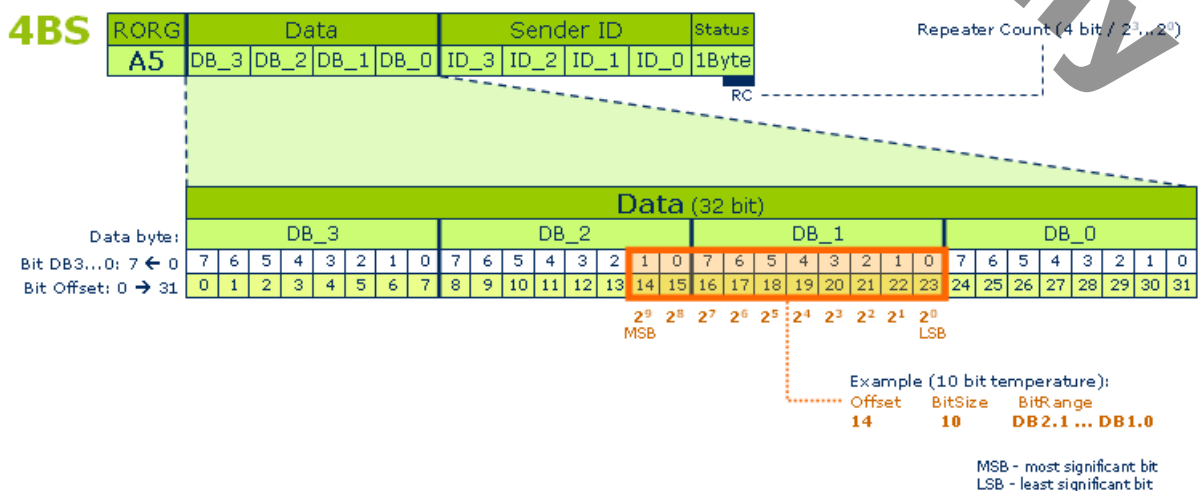 4BS
RORG Data Sender ID Status
A5 DB_3 DB_2 DB_1 DB_0 ID_3 ID_2 ID_1 ID_0 1Byte
RC
Repeater Count (4 bit / 2³...2⁰)
Data (32 bit)
Data byte: DB_3 DB_2 DB_1 DB_0
Bit DB3...0: 7 ← 0 7 6 5 4 3 2 1 0 7 6 5 4 3 2 1 0 7 6 5 4 3 2 1 0 7 6 5 4 3 2 1 0
Bit Offset: 0 → 31 0 1 2 3 4 5 6 7 8 9 10 11 12 13 14 15 16 17 18 19 20 21 22 23 24 25 26 27 28 29 30 31
2⁹ 2⁸ 2⁷ 2⁶ 2⁵ 2⁴ 2³ 2² 2¹ 2⁰
MSB LSB
Example (10 bit temperature):
Offset BitSize BitRange
14 10 DB2.1 ... DB1.0
MSB - most significant bit
LSB - least significant bit